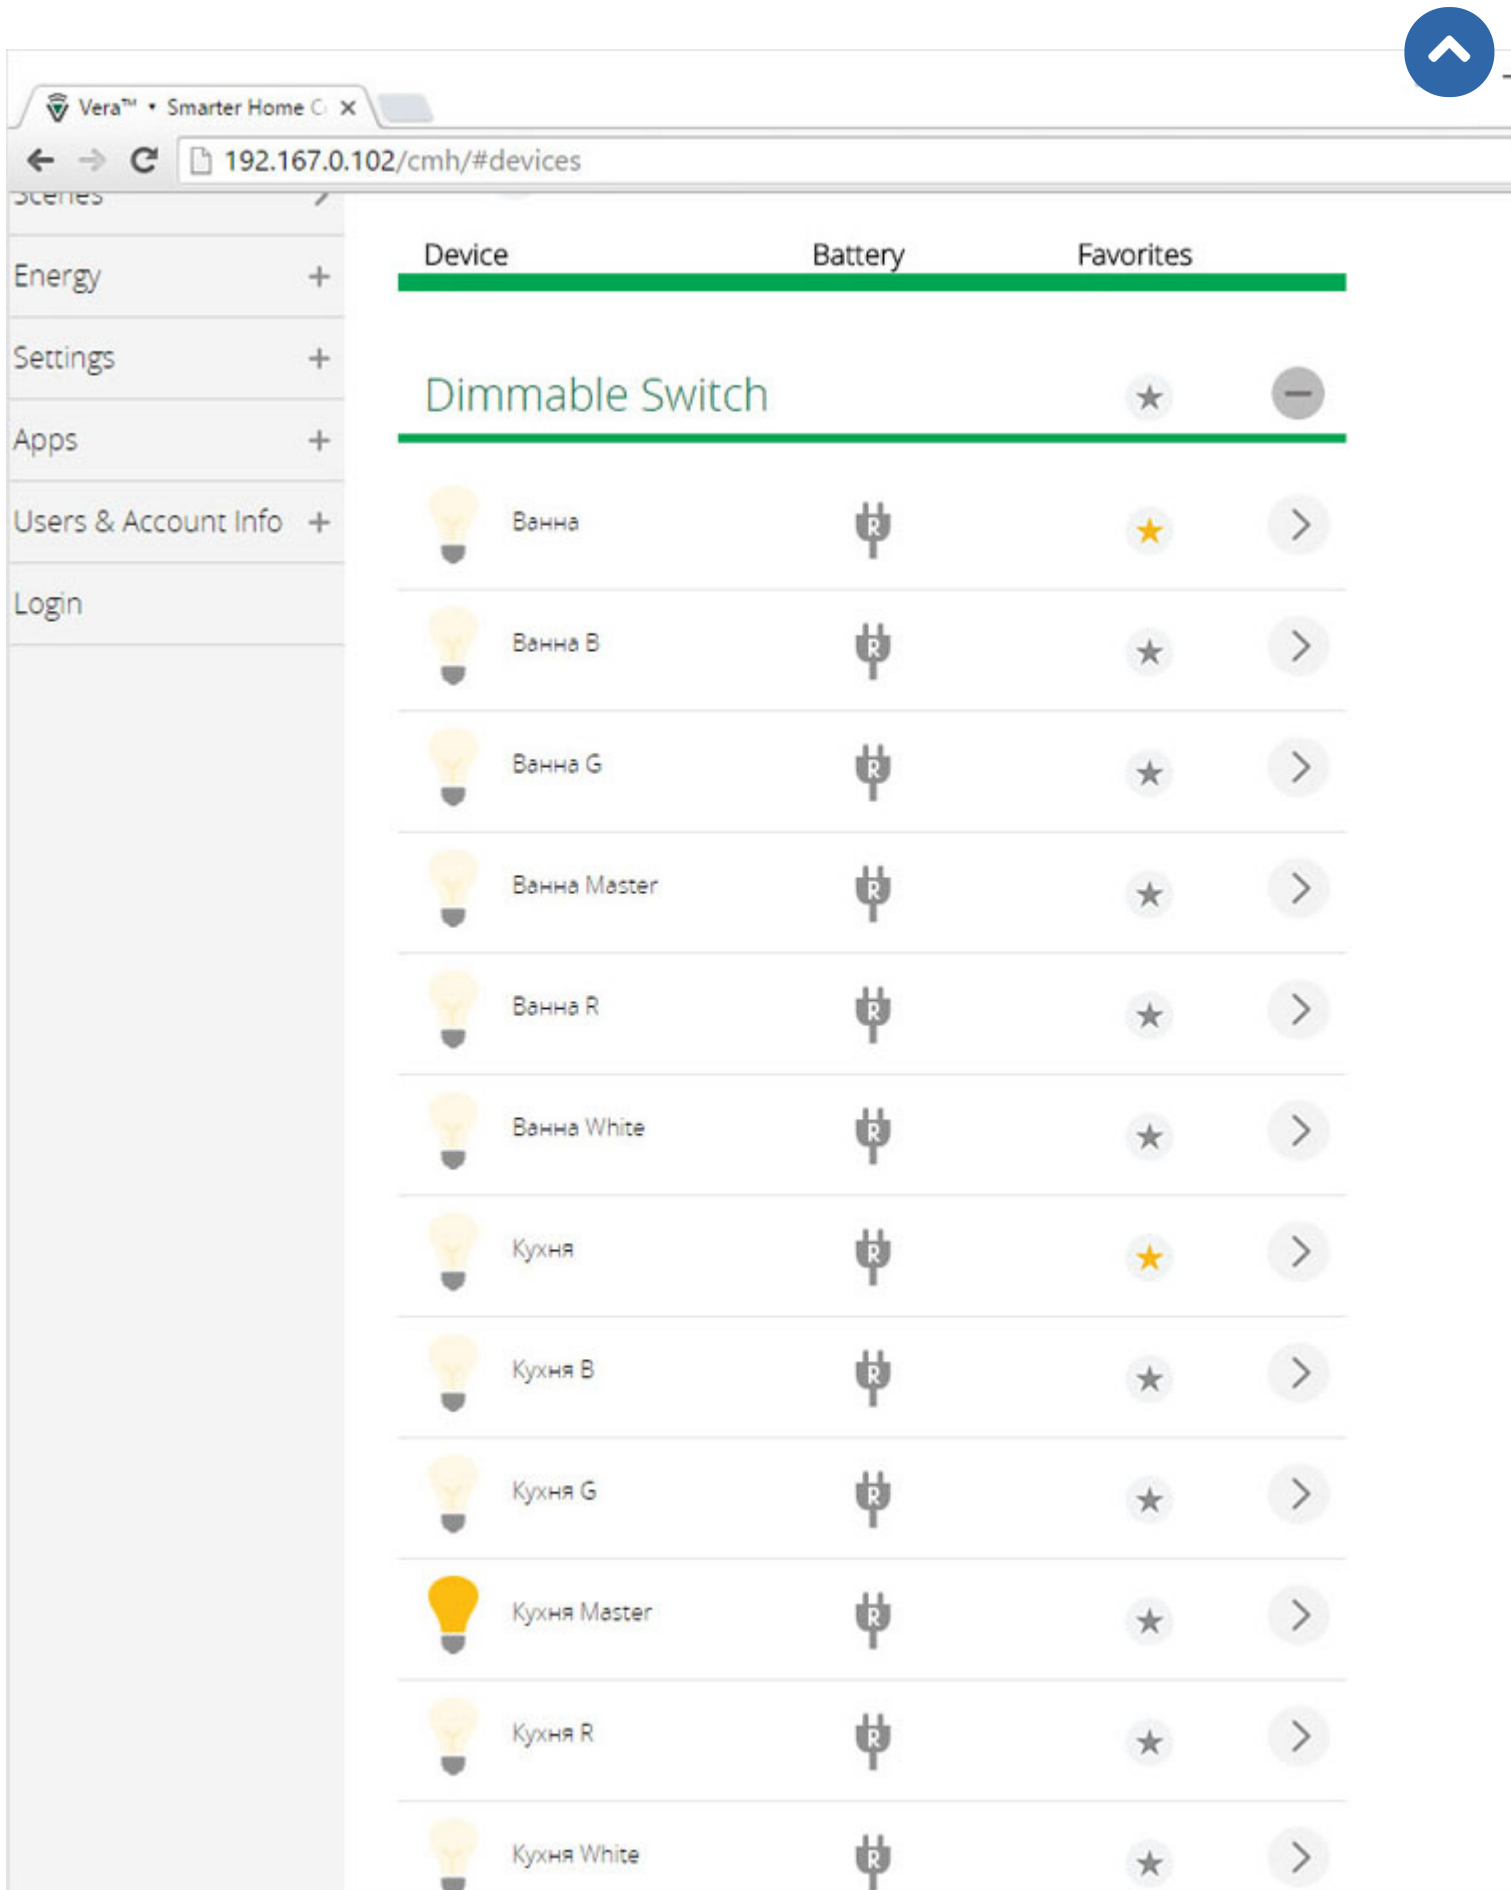 Vera™ • Smarter Home C
192.167.0.102/cmh/#devices
Scenes
Energy
Settings
Apps
Users & Account Info
Login
Device Battery Favorites
Dimmable Switch
Ванна
R
Ванна B
R
Ванна G
R
Ванна Master
R
Ванна R
R
Ванна White
R
Кухня
R
Кухня B
R
Кухня G
R
Кухня Master
R
Кухня R
R
Кухня White
R